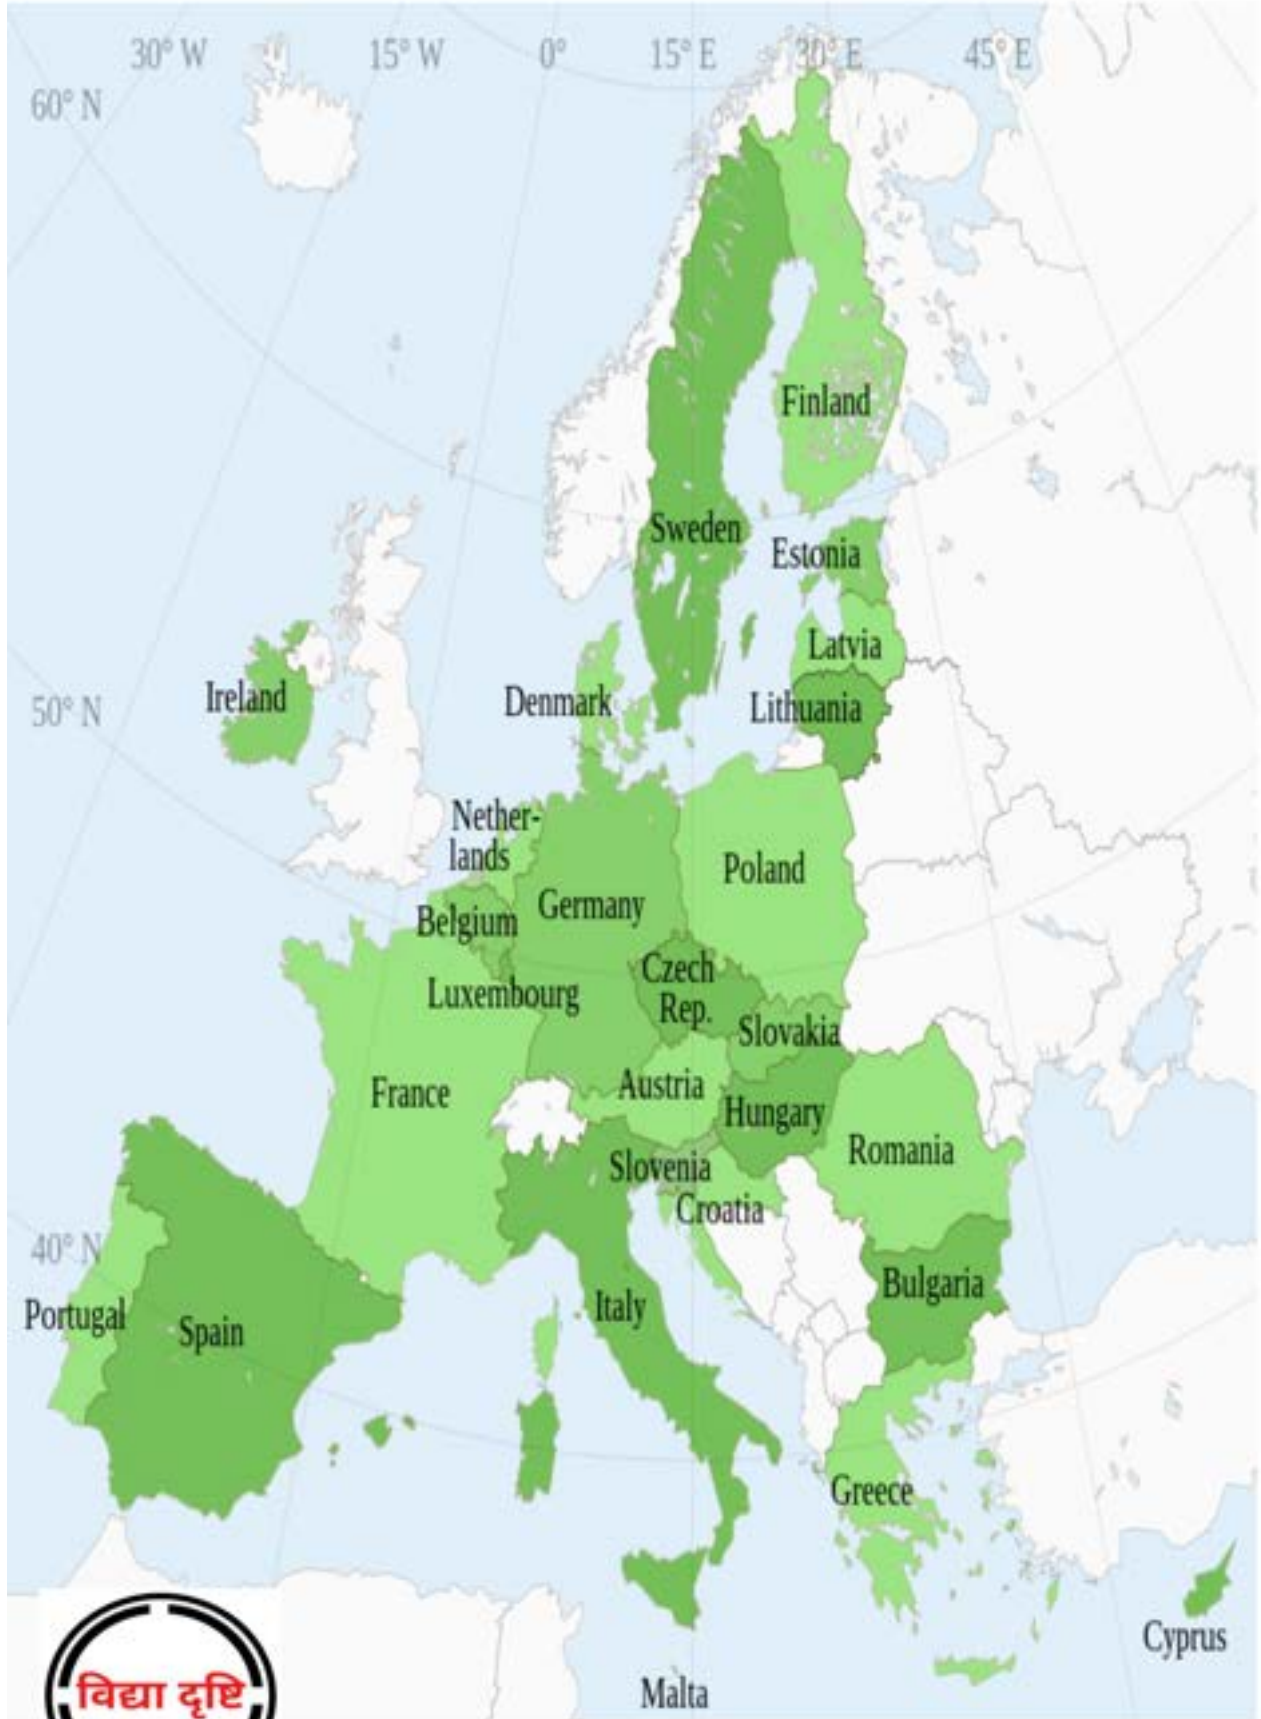 30° W 15° W 0° 15° E 30° E 45° E
60° N
Finland
Sweden
Estonia
Latvia
Ireland
Denmark
Lithuania
50° N
Nether-
lands
Poland
Germany
Belgium
Czech
Rep.
Luxembourg
Slovakia
Austria
France
Hungary
Romania
Slovenia
Croatia
40° N
Bulgaria
Italy
Portugal
Spain
Greece
Cyprus
Malta
विद्या दृष्टि